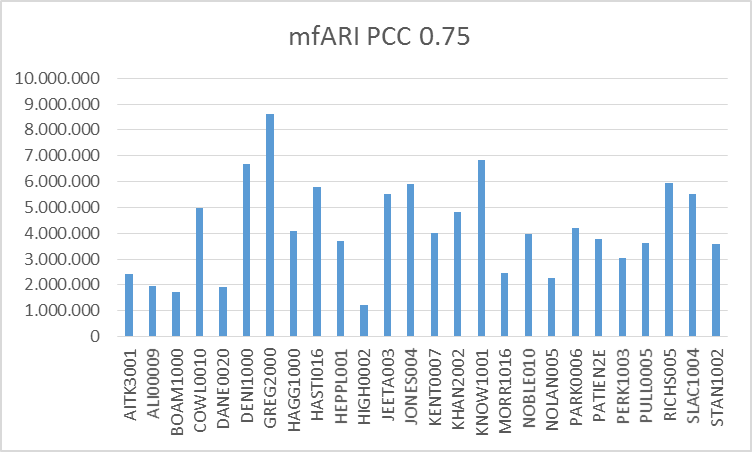 mfARI PCC 0.75
10.000.000
9.000.000
8.000.000
7.000.000
6.000.000
5.000.000
4.000.000
3.000.000
2.000.000
1.000.000
0
AITK3001
ALI00009
BOAM1000
COWL0010
DANE0020
DENI1000
GREG2000
HAGG1000
HASTI016
HEPPL001
HIGH0002
JEETA003
JONES004
KENT0007
KHAN2002
KNOW1001
MORR1016
NOBLE010
NOLAN005
PARK0006
PATIEN2E
PERK1003
PULL0005
RICHS005
SLAC1004
STAN1002